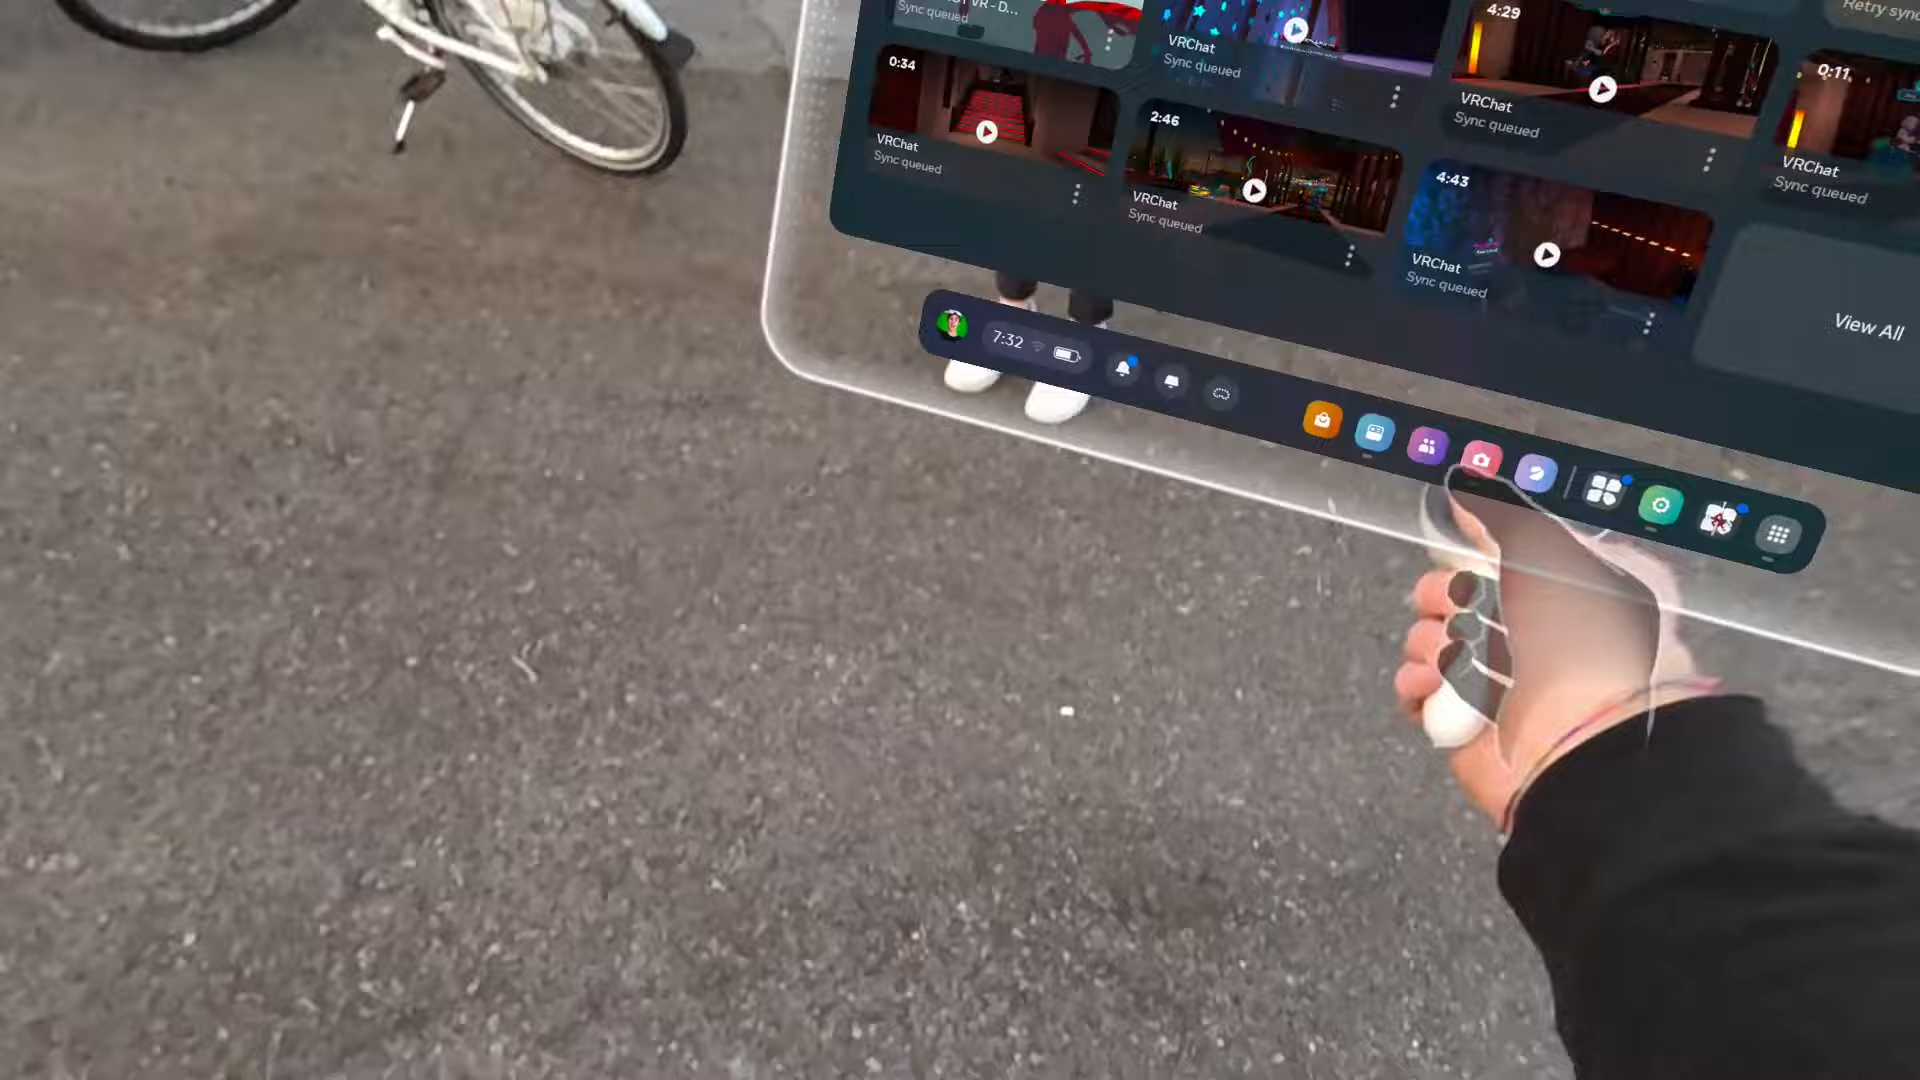 VR - D...
Sync queued
0:34
VRChat
Sync queued
VRChat
Sync queued
2:46
VRChat
Sync queued
4:29
VRChat
Sync queued
4:43
VRChat
Sync queued
Retry sync
0:11
VRChat
Sync queued
View All
7:32